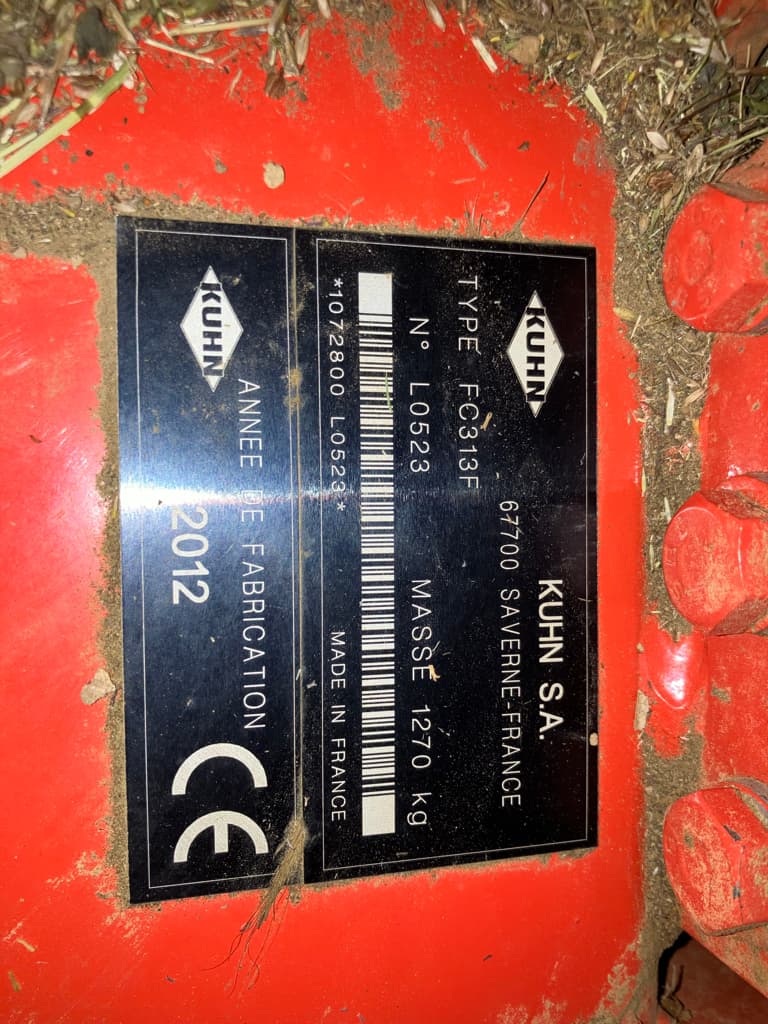 KUHN
KUHN S.A.
67700 SAVERNE-FRANCE
TYPE FC313F
N° L0523 MASSE 1270 kg
*1072800 L0523* MADE IN FRANCE
KUHN
ANNEE DE FABRICATION
2012
CE